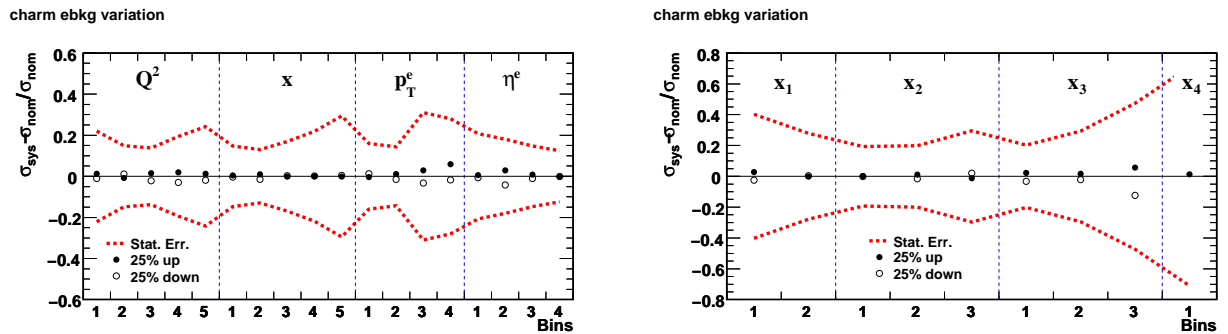 charm ebkg variation
σsys-σnom/σnom
0.6
0.4
0.2
0
−0.2
−0.4
−0.6
Q² x pᵉT ηᵉ
Stat. Err.
25% up
25% down
1 2 3 4 5 1 2 3 4 5 1 2 3 4 1 2 3 4
Bins
charm ebkg variation
σsys-σnom/σnom
0.8
0.6
0.4
0.2
0
−0.2
−0.4
−0.6
−0.8
x₁ x₂ x₃ x₄
Stat. Err.
25% up
25% down
1 2 1 2 3 1 2 3 1
Bins